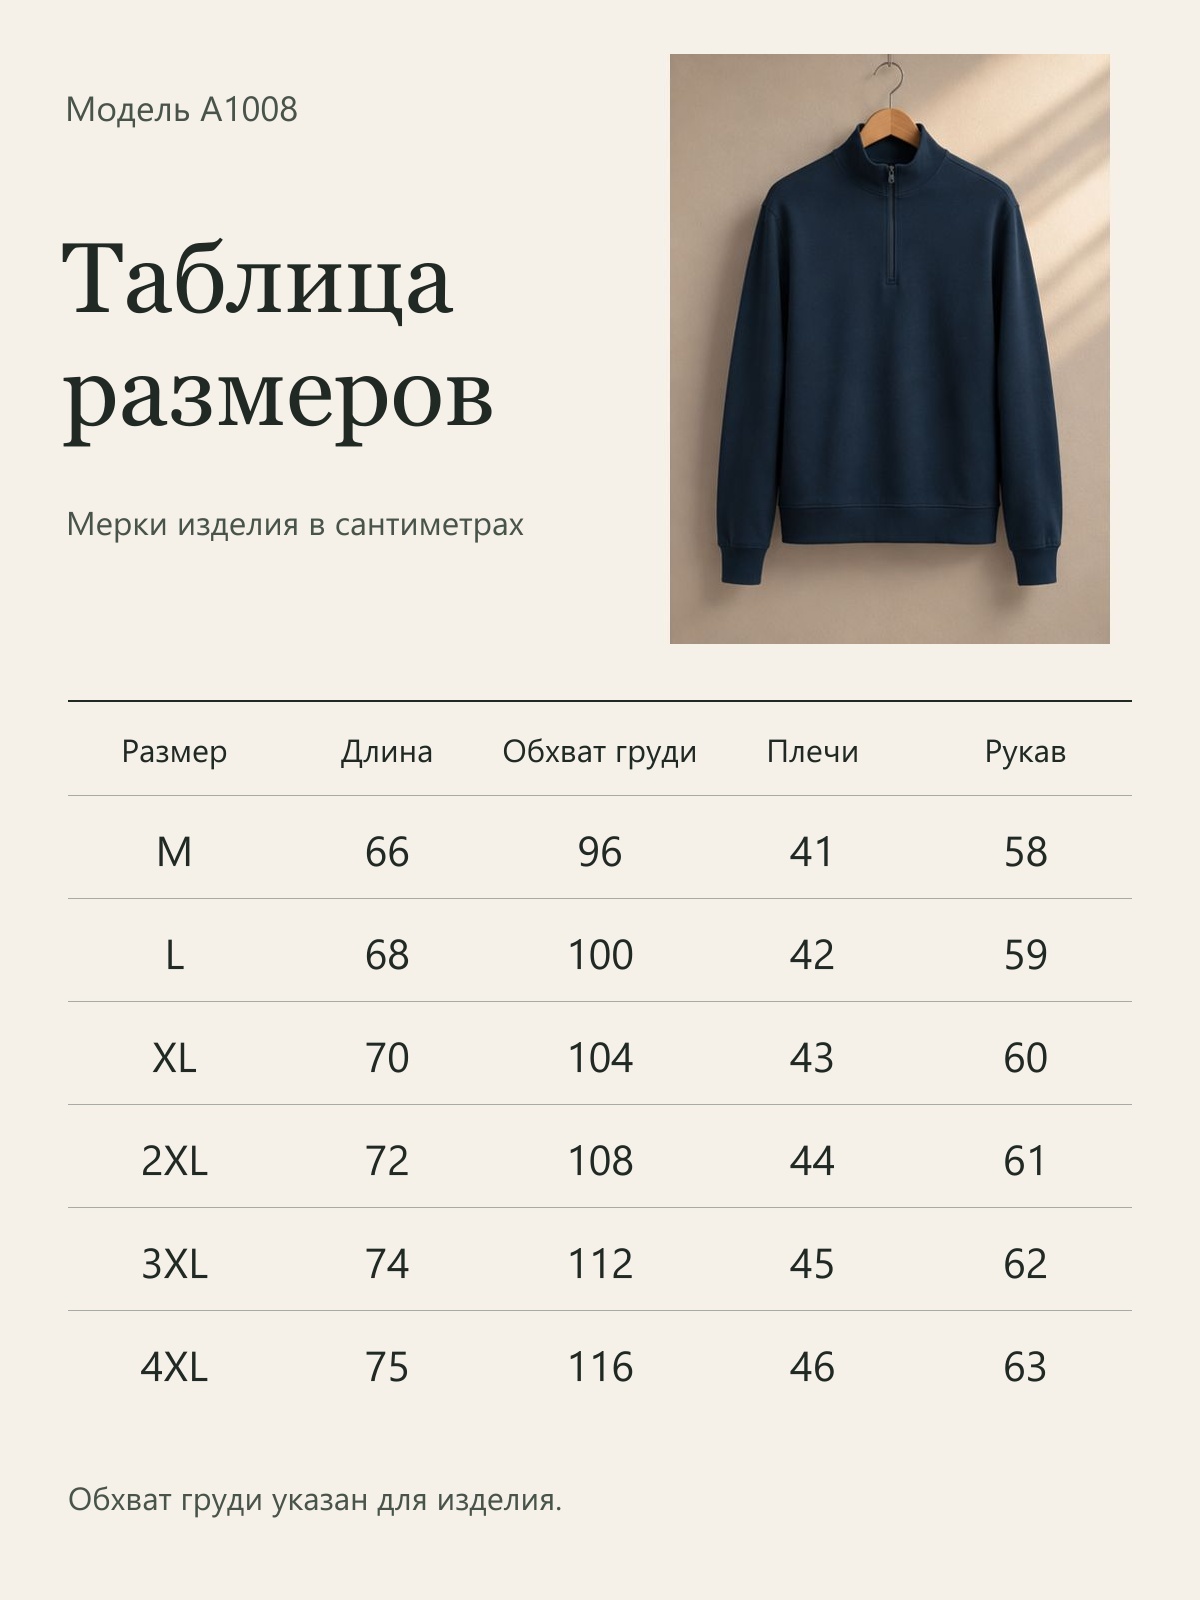 Модель А1008
Таблица
размеров
Мерки изделия в сантиметрах
Размер Длина Обхват груди Плечи Рукав
M 66 96 41 58
L 68 100 42 59
XL 70 104 43 60
2XL 72 108 44 61
3XL 74 112 45 62
4XL 75 116 46 63
Обхват груди указан для изделия.